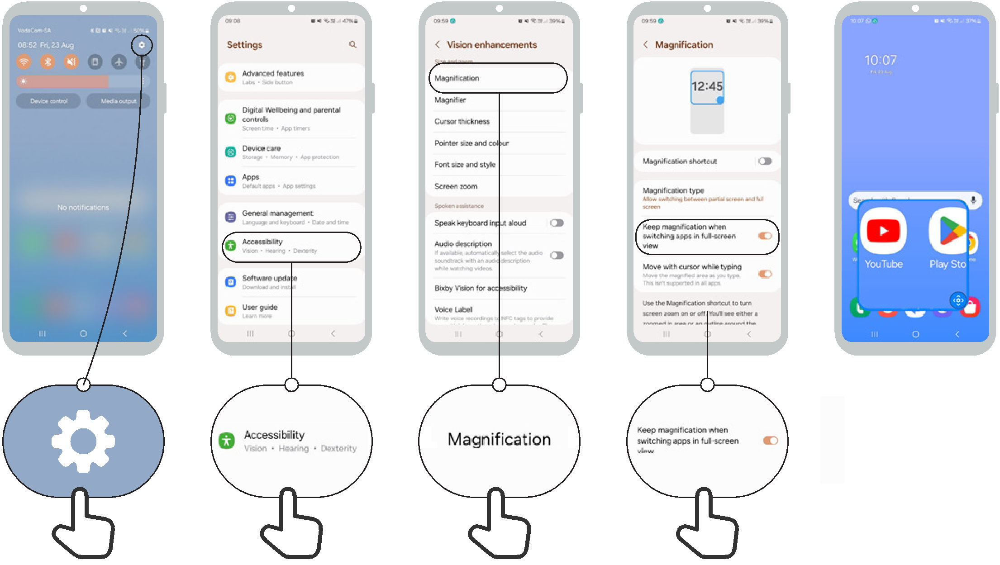 VodaCom-SA
50%
08:52 Fri, 23 Aug
Device control
Media output
No notifications
09:08
47%
Settings
Advanced features
Labs • Side button
Digital Wellbeing and parental
controls
Screen time • App timers
Device care
Storage • Memory • App protection
Apps
Default apps • App settings
General management
Language and keyboard • Date and time
Accessibility
Vision • Hearing • Dexterity
Software update
Download and install
User guide
Learn more
09:59
39%
Vision enhancements
Size and zoom
Magnification
Magnifier
Cursor thickness
Pointer size and colour
Font size and style
Screen zoom
Spoken assistance
Speak keyboard input aloud
Audio description
If available, automatically select the audio
soundtrack with an audio description
while watching videos.
Bixby Vision for accessibility
Voice Label
Write voice recordings to NFC tags to provide
09:59
39%
Magnification
12:45
Magnification shortcut
Magnification type
Allow switching between partial screen and full
screen
Keep magnification when
switching apps in full-screen
view
Move with cursor while typing
Move the magnified area as you type.
This isn't supported in all apps.
Use the Magnification shortcut to turn
screen zoom on or off. You'll see either a
zoomed in area or an outline around the
10:07
37%
10:07
Fri, 23 Aug
YouTube
Play Sto
Accessibility
Vision • Hearing • Dexterity
Magnification
Keep magnification when
switching apps in full-screen
view